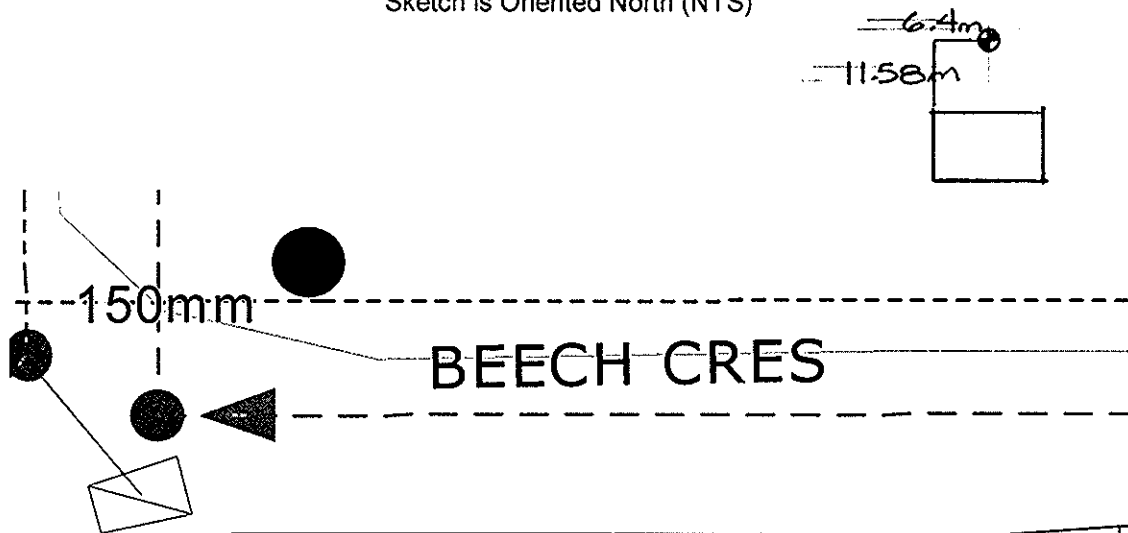 Sketch is Oriented North (NTS)
6.4m
11.58m
150mm
BEECH CRES